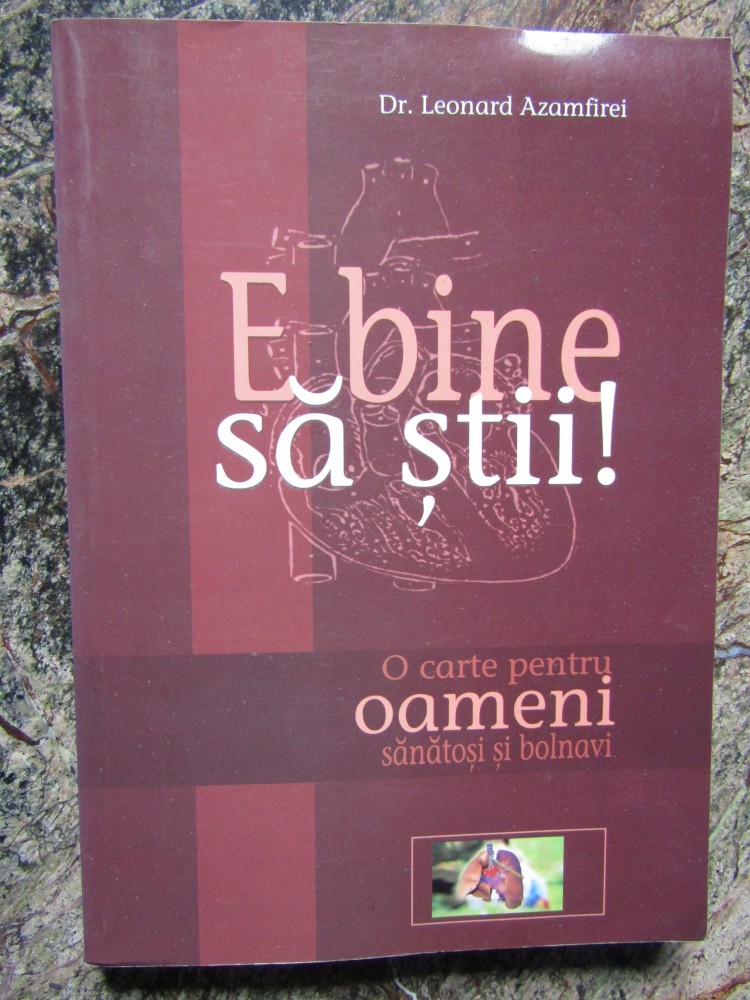 Dr. Leonard Azamfirei
E bine
să știi!
O carte pentru
oameni
sănătoși și bolnavi